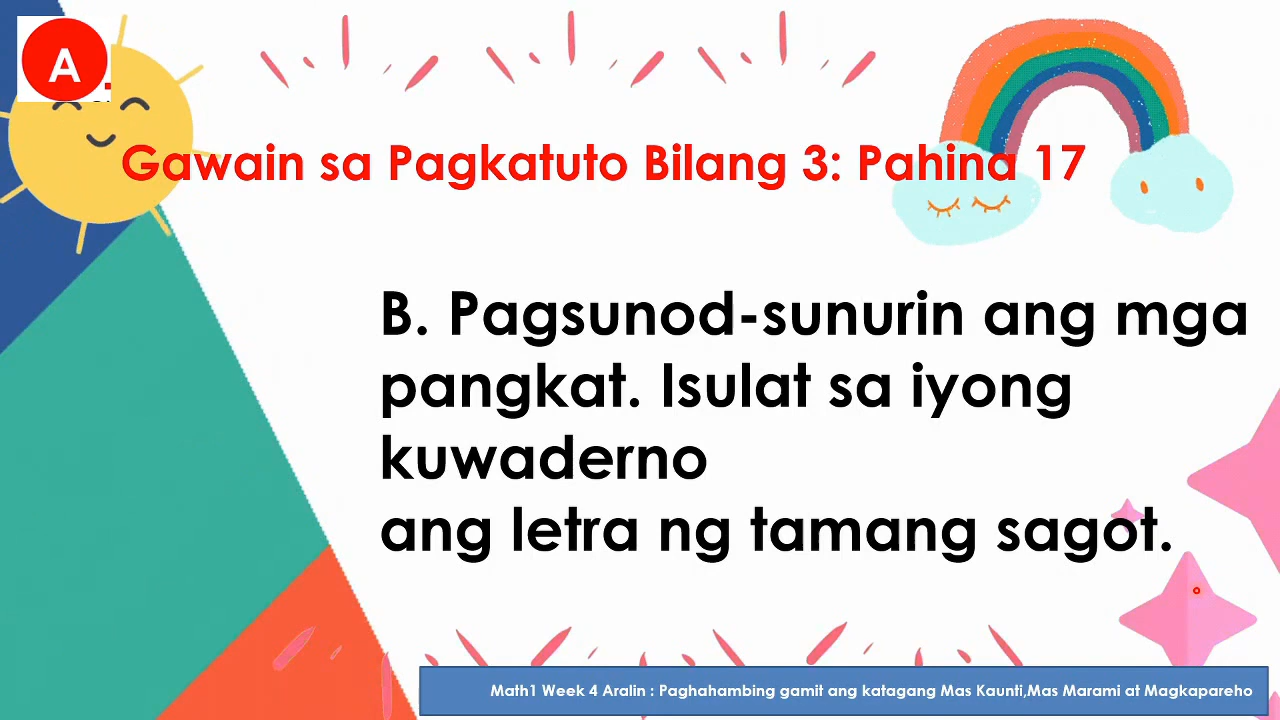 A
Gawain sa Pagkatuto Bilang 3: Pahina 17
B. Pagsunod-sunurin ang mga
pangkat. Isulat sa iyong
kuwaderno
ang letra ng tamang sagot.
Math1 Week 4 Aralin : Paghahambing gamit ang katagang Mas Kaunti,Mas Marami at Magkapareho